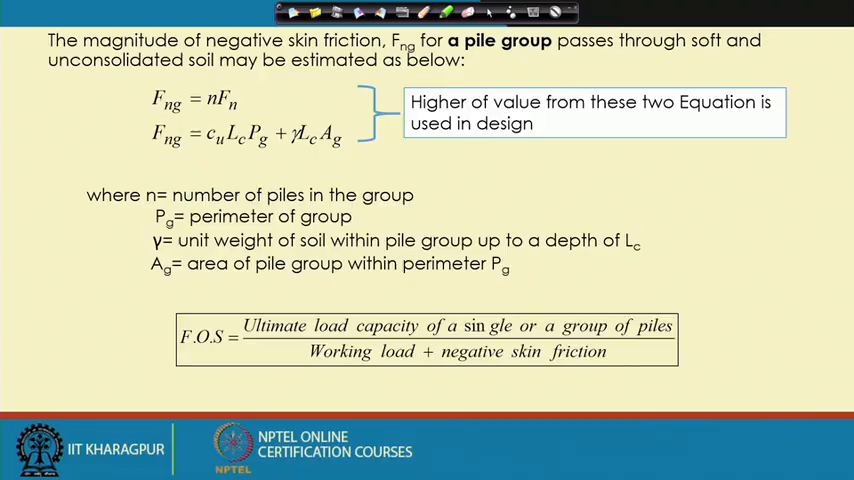 The magnitude of negative skin friction, Fng for a pile group passes through soft and
unconsolidated soil may be estimated as below:
Fng = nFn
Fng = cuLcPg + γLcAg
Higher of value from these two Equation is
used in design
where n= number of piles in the group
Pg= perimeter of group
γ= unit weight of soil within pile group up to a depth of Lc
Ag= area of pile group within perimeter Pg
F.O.S = Ultimate load capacity of a sin gle or a group of piles
Working load + negative skin friction
IIT KHARAGPUR
NPTEL
NPTEL ONLINE
CERTIFICATION COURSES